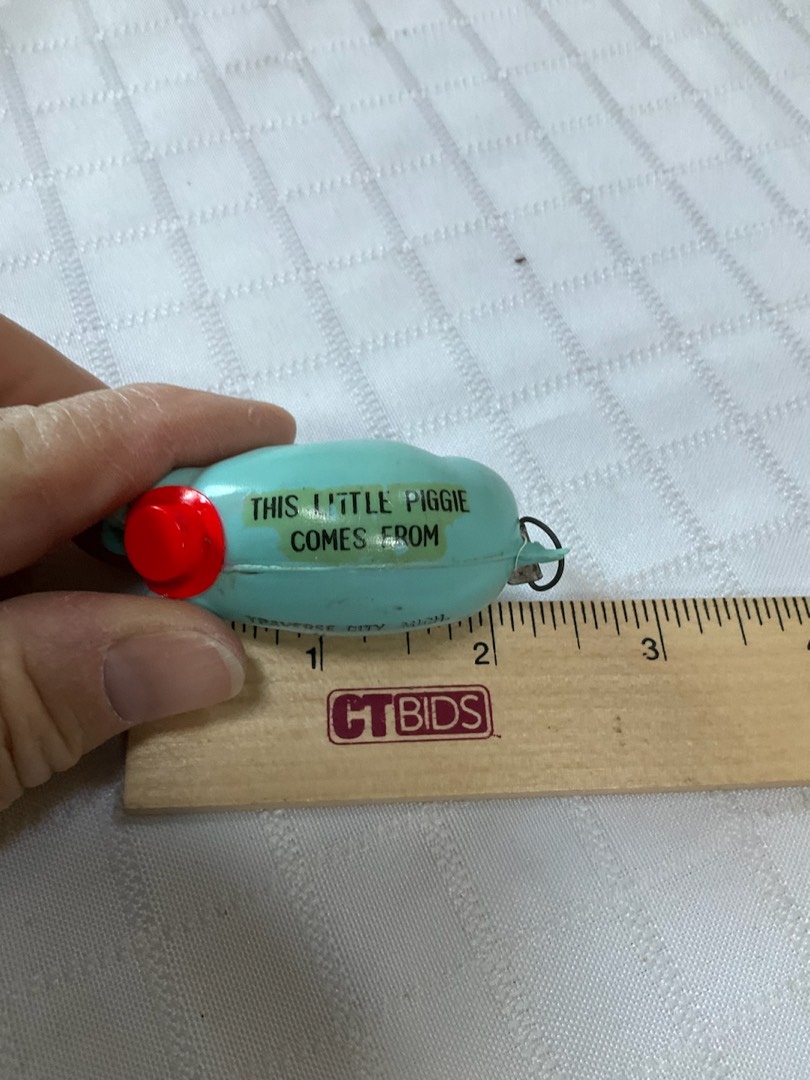 THIS LITTLE PIGGIE
COMES FROM
TRAVERSE CITY, MICH.
1 2 3
CTBIDS